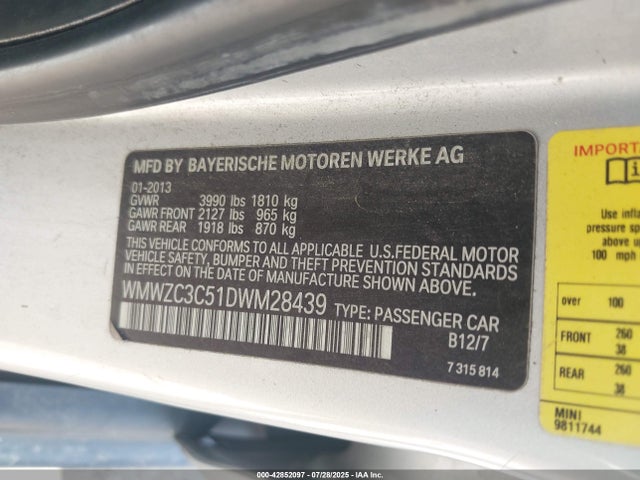 MFD BY BAYERISCHE MOTOREN WERKE AG
01-2013
GVWR 3990 lbs 1810 kg
GAWR FRONT 2127 lbs 965 kg
GAWR REAR 1918 lbs 870 kg
THIS VEHICLE CONFORMS TO ALL APPLICABLE U.S.FEDERAL MOTOR
VEHICLE SAFETY, BUMPER AND THEFT PREVENTION STANDARDS
IN EFFECT ON THE DATE OF MANUFACTURE SHOWN ABOVE.
WMWZC3C51DWM28439 TYPE: PASSENGER CAR
B12/7
7 315 814
IMPORTA
Use infla
pressure sp
above u
100 mph
over 100
FRONT 260
38
REAR 260
38
MINI
9811744
000-42852097 07/28/2025 IAA Inc.